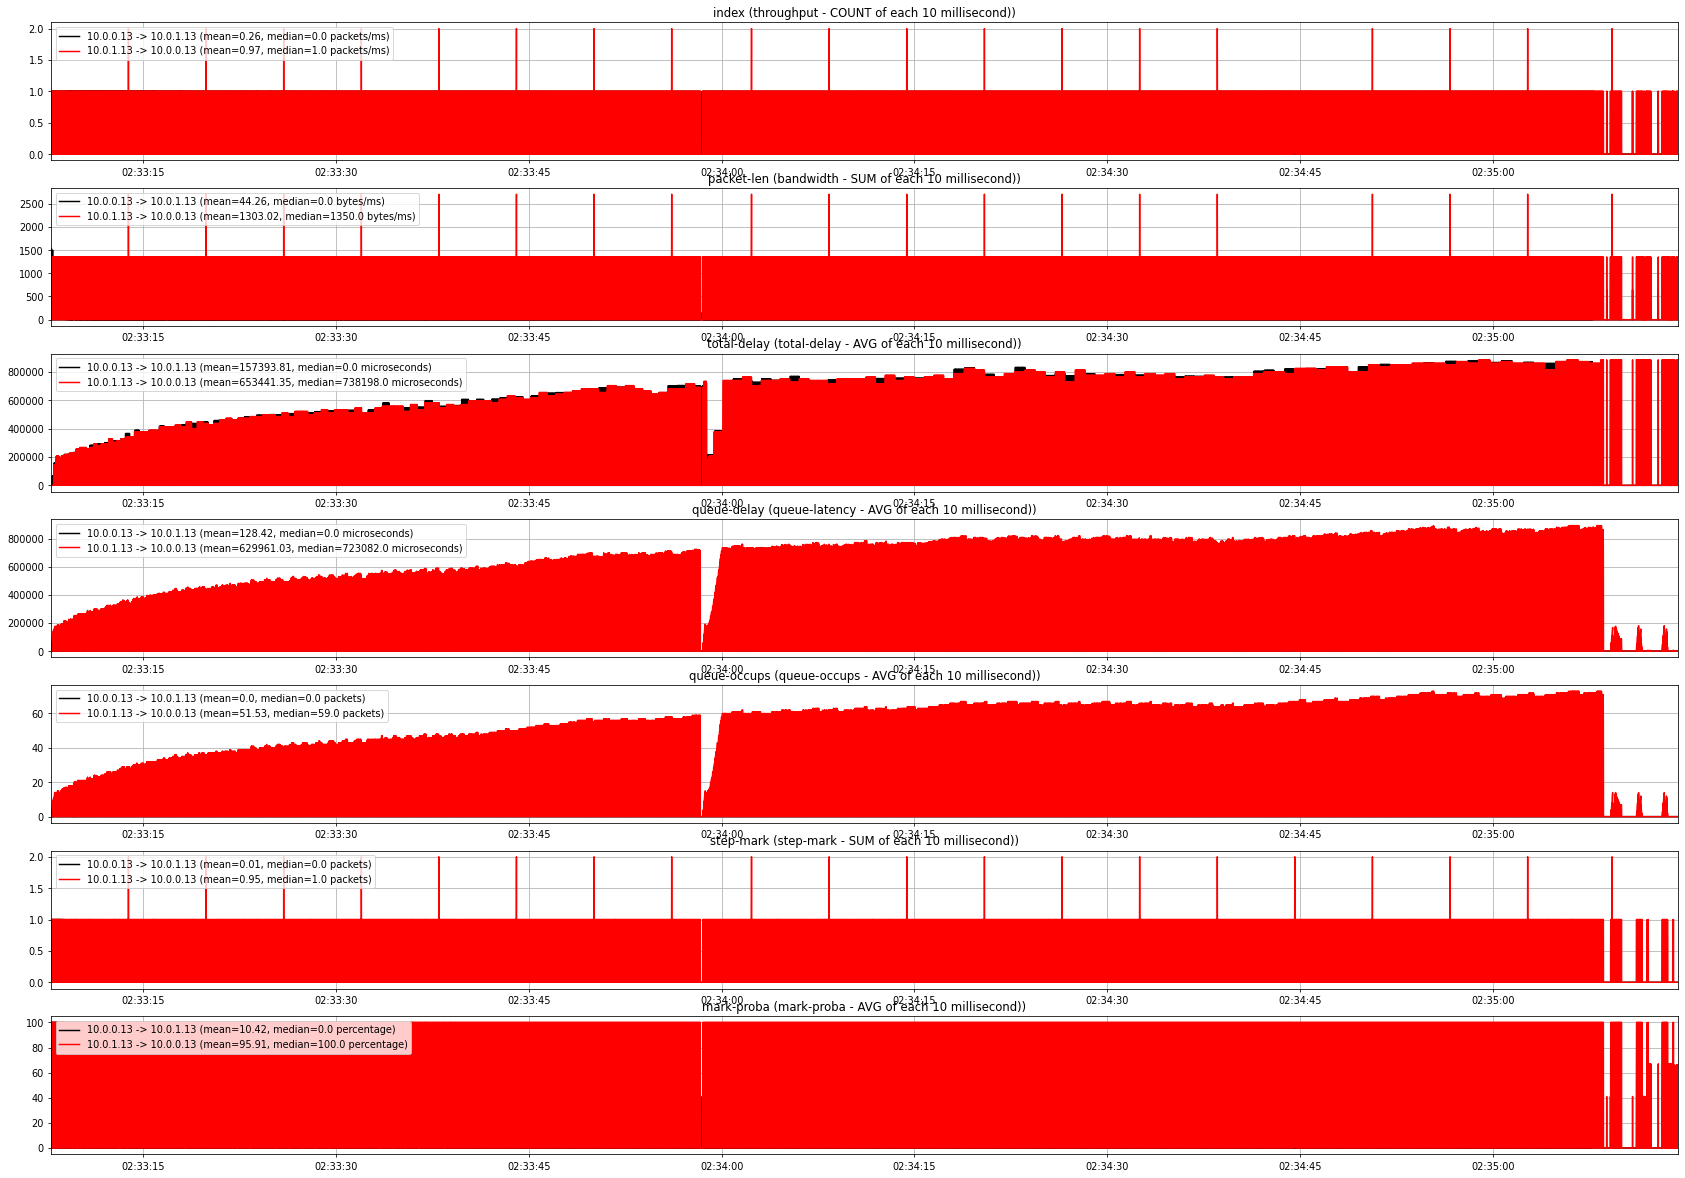 index (throughput - COUNT of each 10 millisecond))
2.0
1.5
1.0
0.5
0.0
10.0.0.13 -> 10.0.1.13 (mean=0.26, median=0.0 packets/ms)
10.0.1.13 -> 10.0.0.13 (mean=0.97, median=1.0 packets/ms)
02:33:15 02:33:30 02:33:45 02:34:00 02:34:15 02:34:30 02:34:45 02:35:00
packet-len (bandwidth - SUM of each 10 millisecond))
2500
2000
1500
1000
500
0
10.0.0.13 -> 10.0.1.13 (mean=44.26, median=0.0 bytes/ms)
10.0.1.13 -> 10.0.0.13 (mean=1303.02, median=1350.0 bytes/ms)
02:33:15 02:33:30 02:33:45 02:34:00 02:34:15 02:34:30 02:34:45 02:35:00
total-delay (total-delay - AVG of each 10 millisecond))
800000
600000
400000
200000
0
10.0.0.13 -> 10.0.1.13 (mean=157393.81, median=0.0 microseconds)
10.0.1.13 -> 10.0.0.13 (mean=653441.35, median=738198.0 microseconds)
02:33:15 02:33:30 02:33:45 02:34:00 02:34:15 02:34:30 02:34:45 02:35:00
queue-delay (queue-latency - AVG of each 10 millisecond))
800000
600000
400000
200000
0
10.0.0.13 -> 10.0.1.13 (mean=128.42, median=0.0 microseconds)
10.0.1.13 -> 10.0.0.13 (mean=629961.03, median=723082.0 microseconds)
02:33:15 02:33:30 02:33:45 02:34:00 02:34:15 02:34:30 02:34:45 02:35:00
queue-occups (queue-occups - AVG of each 10 millisecond))
60
40
20
0
10.0.0.13 -> 10.0.1.13 (mean=0.0, median=0.0 packets)
10.0.1.13 -> 10.0.0.13 (mean=51.53, median=59.0 packets)
02:33:15 02:33:30 02:33:45 02:34:00 02:34:15 02:34:30 02:34:45 02:35:00
step-mark (step-mark - SUM of each 10 millisecond))
2.0
1.5
1.0
0.5
0.0
10.0.0.13 -> 10.0.1.13 (mean=0.01, median=0.0 packets)
10.0.1.13 -> 10.0.0.13 (mean=0.95, median=1.0 packets)
02:33:15 02:33:30 02:33:45 02:34:00 02:34:15 02:34:30 02:34:45 02:35:00
mark-proba (mark-proba - AVG of each 10 millisecond))
100
80
60
40
20
0
10.0.0.13 -> 10.0.1.13 (mean=10.42, median=0.0 percentage)
10.0.1.13 -> 10.0.0.13 (mean=95.91, median=100.0 percentage)
02:33:15 02:33:30 02:33:45 02:34:00 02:34:15 02:34:30 02:34:45 02:35:00